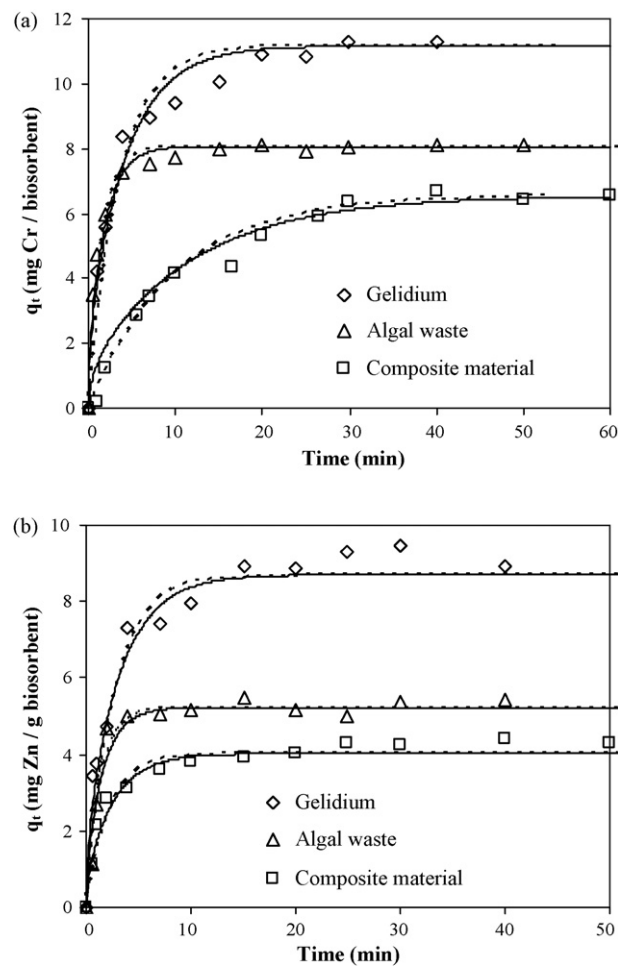 (a)
12
10
8
6
4
2
0
qt (mg Cr / biosorbent)
Gelidium
Algal waste
Composite material
0 10 20 30 40 50 60
Time (min)
(b)
10
8
6
4
2
0
qt (mg Zn / g biosorbent)
Gelidium
Algal waste
Composite material
0 10 20 30 40 50
Time (min)